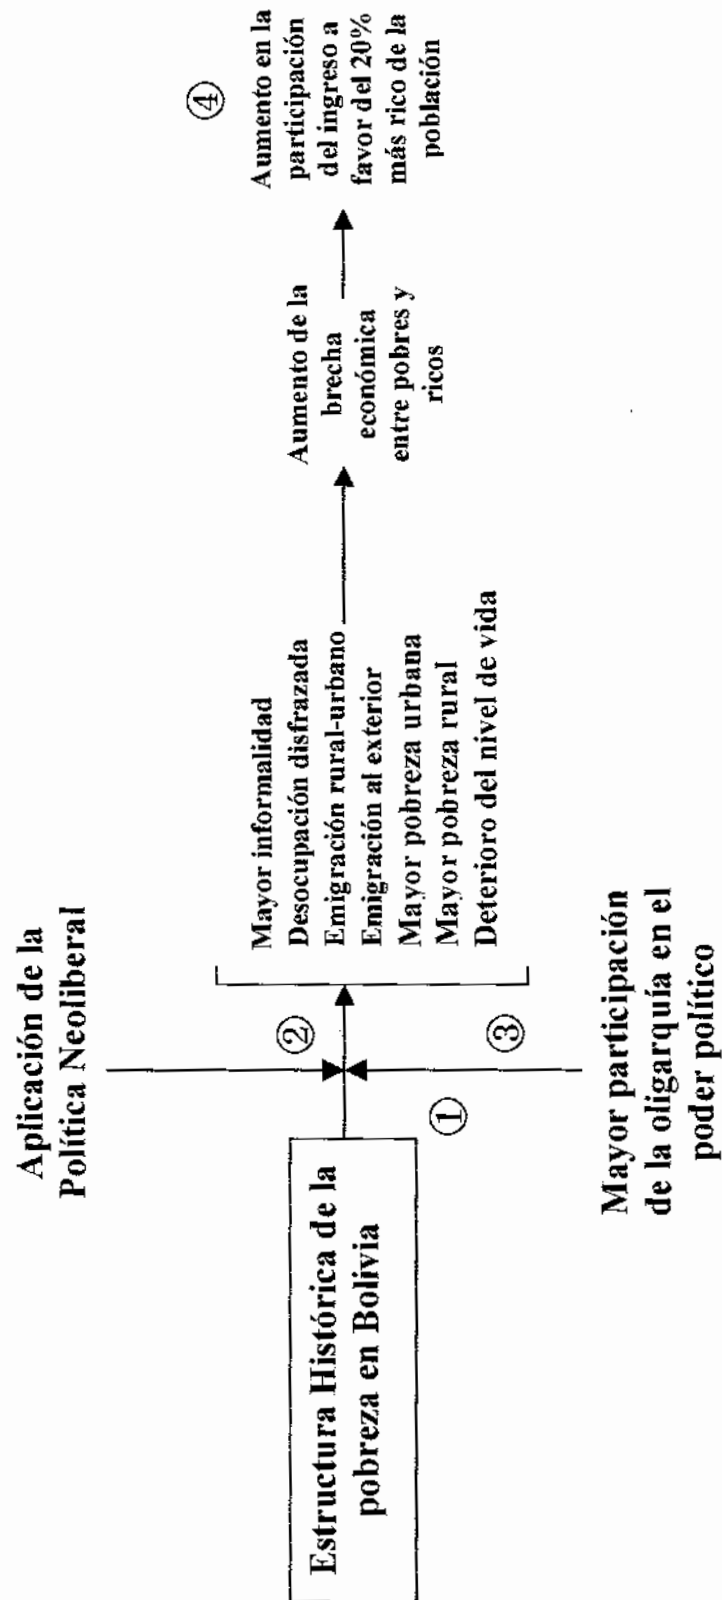 Aplicación de la
Política Neoliberal
Estructura Histórica de la
pobreza en Bolivia
①
②
③
Mayor participación
de la oligarquía en el
poder político
Mayor informalidad
Desocupación disfrazada
Emigración rural-urbano
Emigración al exterior
Mayor pobreza urbana
Mayor pobreza rural
Deterioro del nivel de vida
Aumento de la
brecha
económica
entre pobres y
ricos
④
Aumento en la
participación
del ingreso a
favor del 20%
más rico de la
población